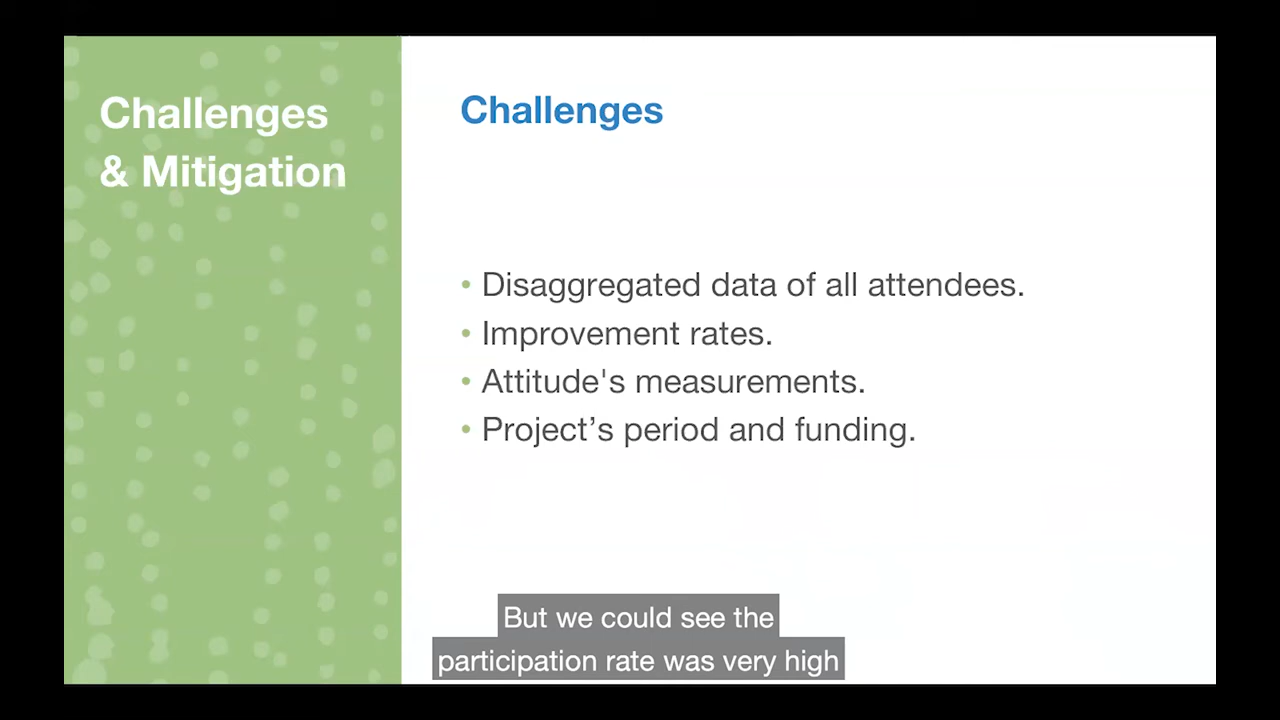 Challenges
& Mitigation
Challenges
• Disaggregated data of all attendees.
• Improvement rates.
• Attitude's measurements.
• Project’s period and funding.
But we could see the
participation rate was very high